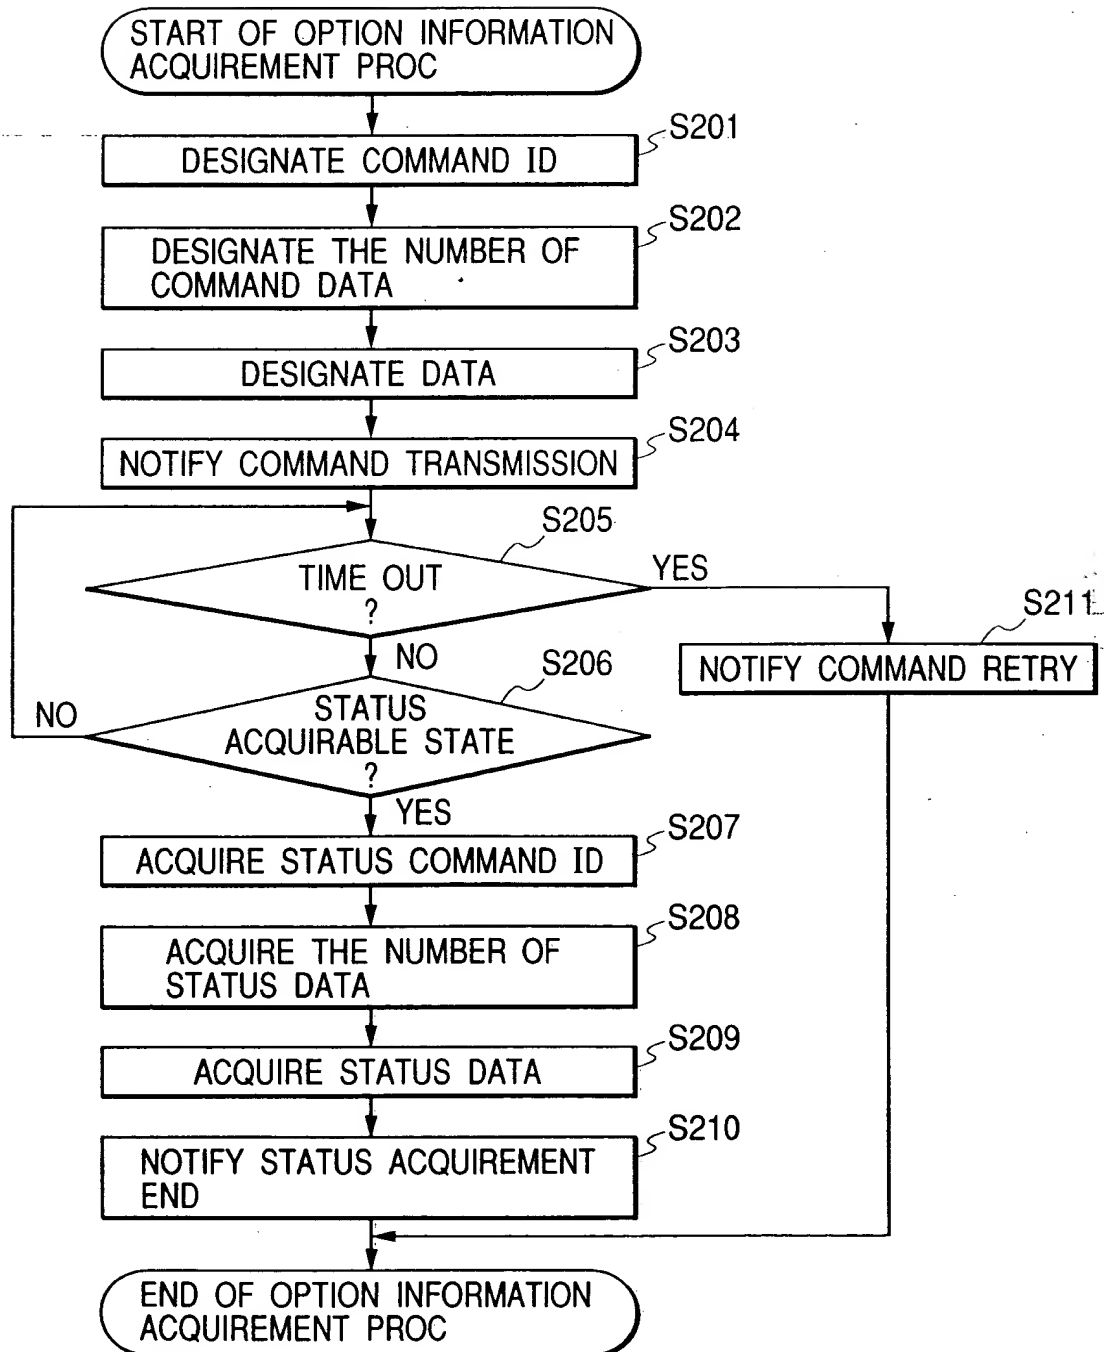 START OF OPTION INFORMATION
ACQUIREMENT PROC
S201
DESIGNATE COMMAND ID
S202
DESIGNATE THE NUMBER OF
COMMAND DATA
S203
DESIGNATE DATA
S204
NOTIFY COMMAND TRANSMISSION
S205
TIME OUT
?
YES
NO
S211
NOTIFY COMMAND RETRY
S206
STATUS
ACQUIRABLE STATE
?
NO
YES
S207
ACQUIRE STATUS COMMAND ID
S208
ACQUIRE THE NUMBER OF
STATUS DATA
S209
ACQUIRE STATUS DATA
S210
NOTIFY STATUS ACQUIREMENT
END
END OF OPTION INFORMATION
ACQUIREMENT PROC